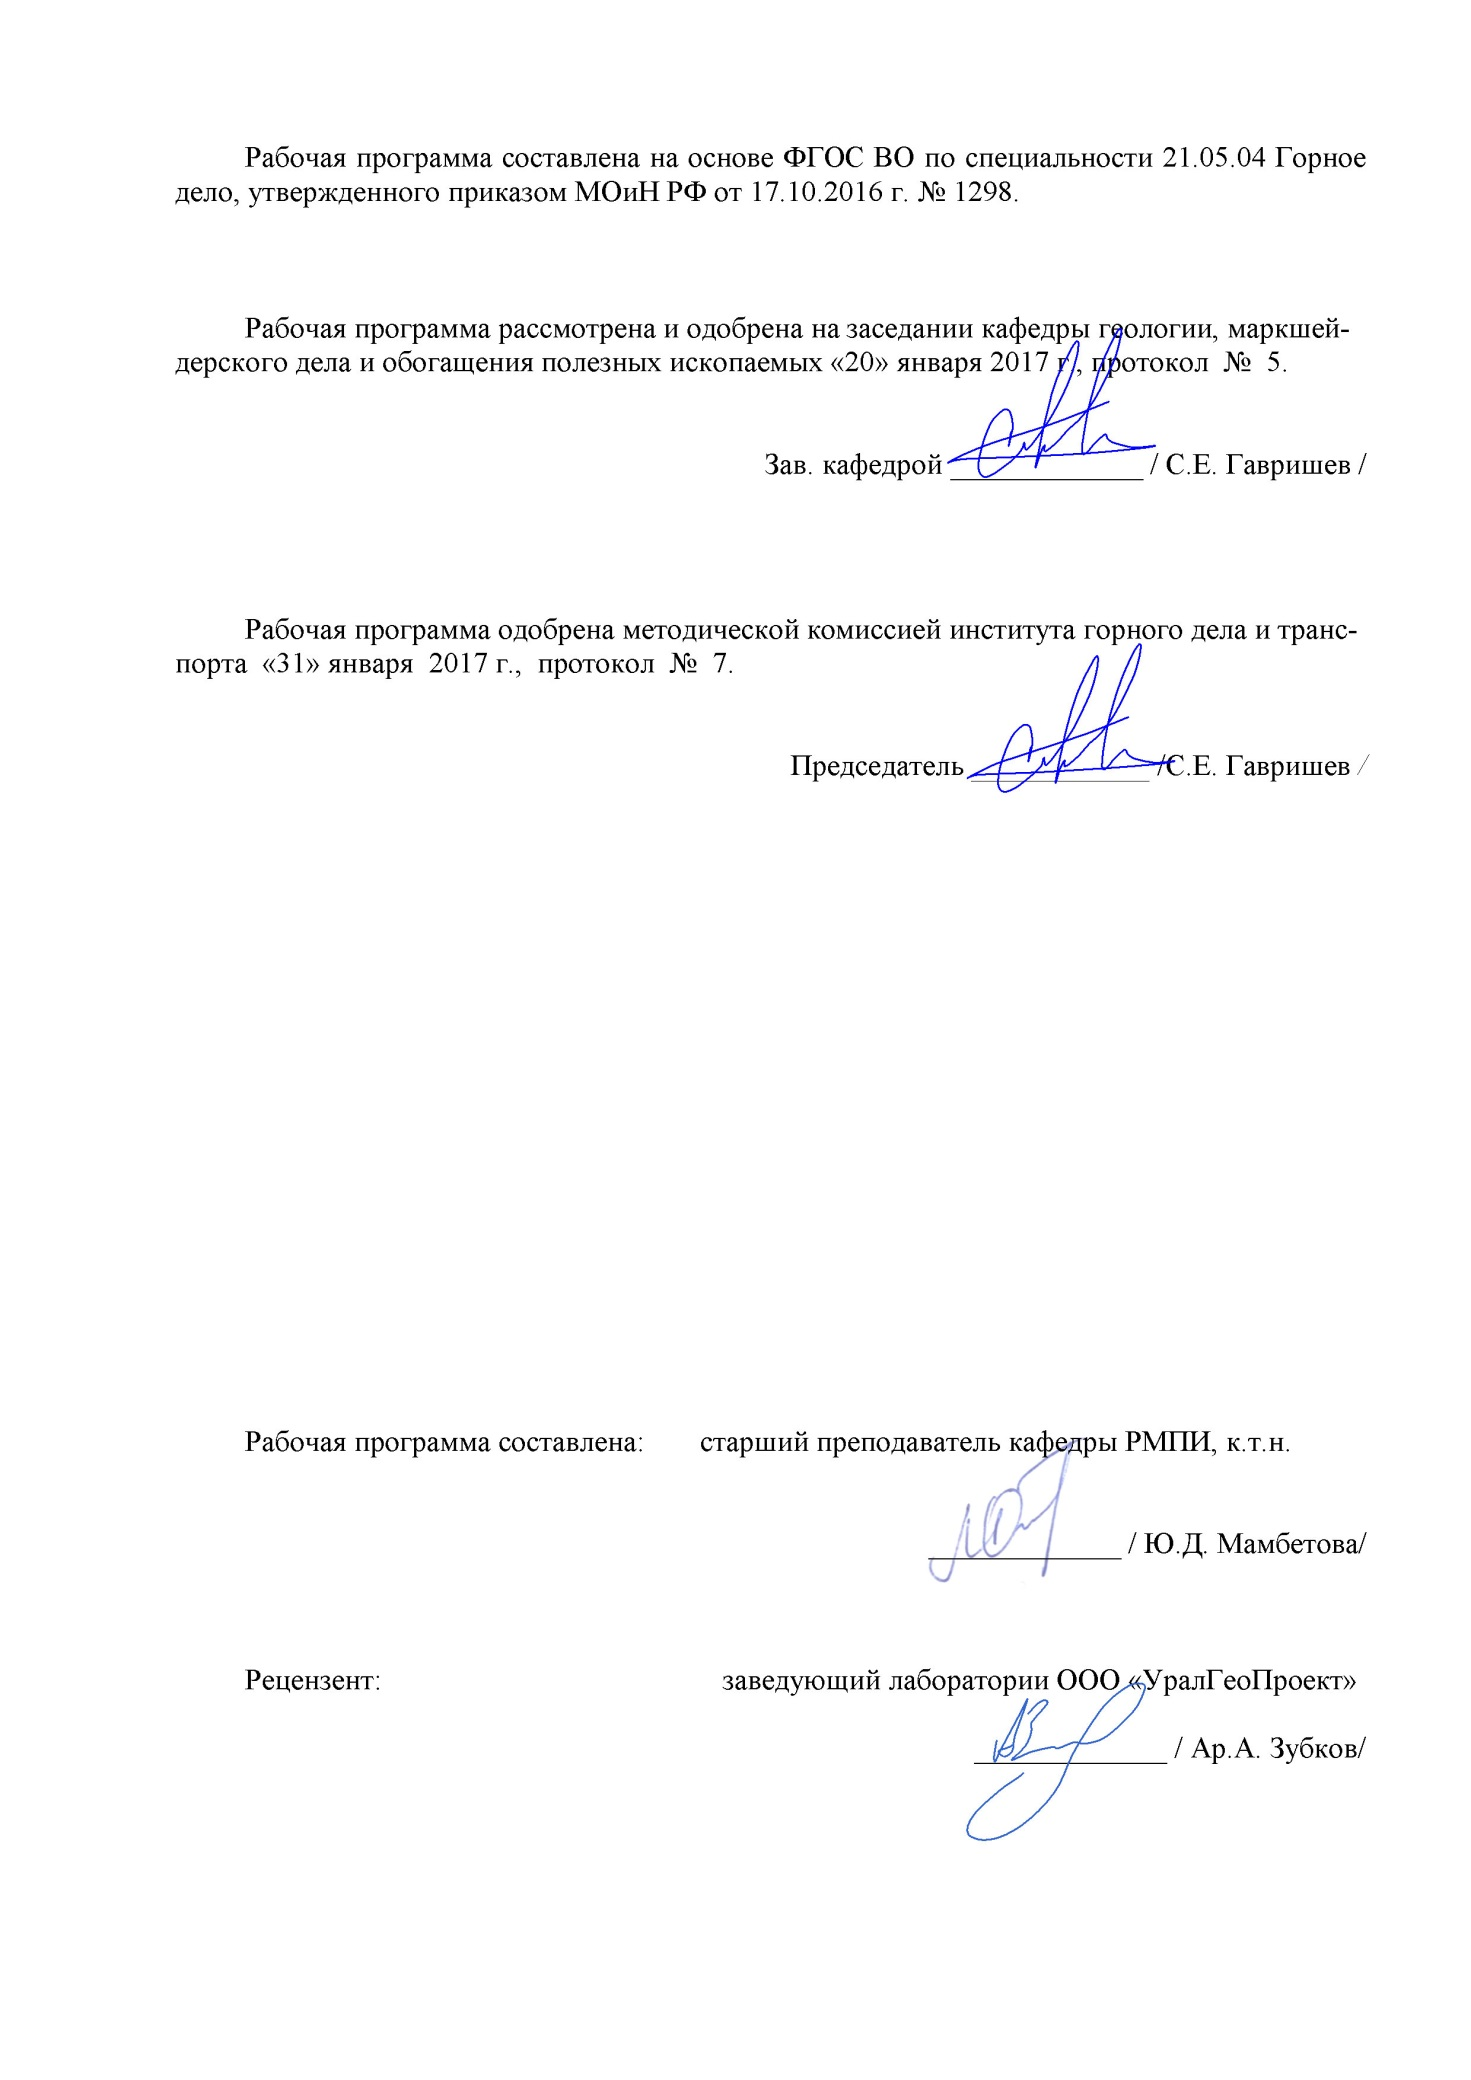 Рабочая программа составлена на основе ФГОС ВО по специальности 21.05.04 Горное
дело, утвержденного приказом МОиН РФ от 17.10.2016 г. № 1298.
Рабочая программа рассмотрена и одобрена на заседании кафедры геологии, маркшей-
дерского дела и обогащения полезных ископаемых «20» января 2017 г., протокол № 5.
Зав. кафедрой ______________ / С.Е. Гавришев /
Рабочая программа одобрена методической комиссией института горного дела и транс-
порта «31» января 2017 г., протокол № 7.
Председатель _____________ /С.Е. Гавришев /
Рабочая программа составлена: старший преподаватель кафедры РМПИ, к.т.н.
______________ / Ю.Д. Мамбетова/
Рецензент: заведующий лаборатории ООО «УралГеоПроект»
______________ / Ар.А. Зубков/